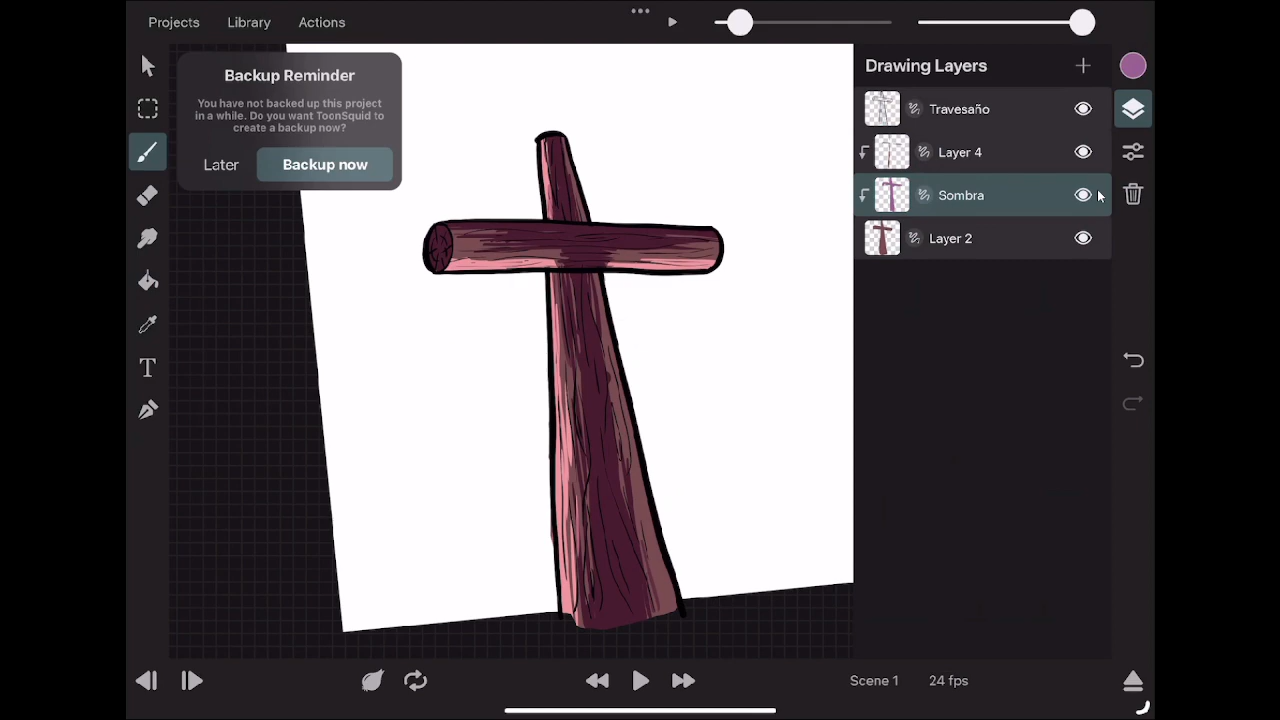 Projects Library Actions
Backup Reminder
You have not backed up this project
in a while. Do you want ToonSquid to
create a backup now?
Later Backup now
Drawing Layers
Travesaño
Layer 4
Sombra
Layer 2
T
Scene 1 24 fps